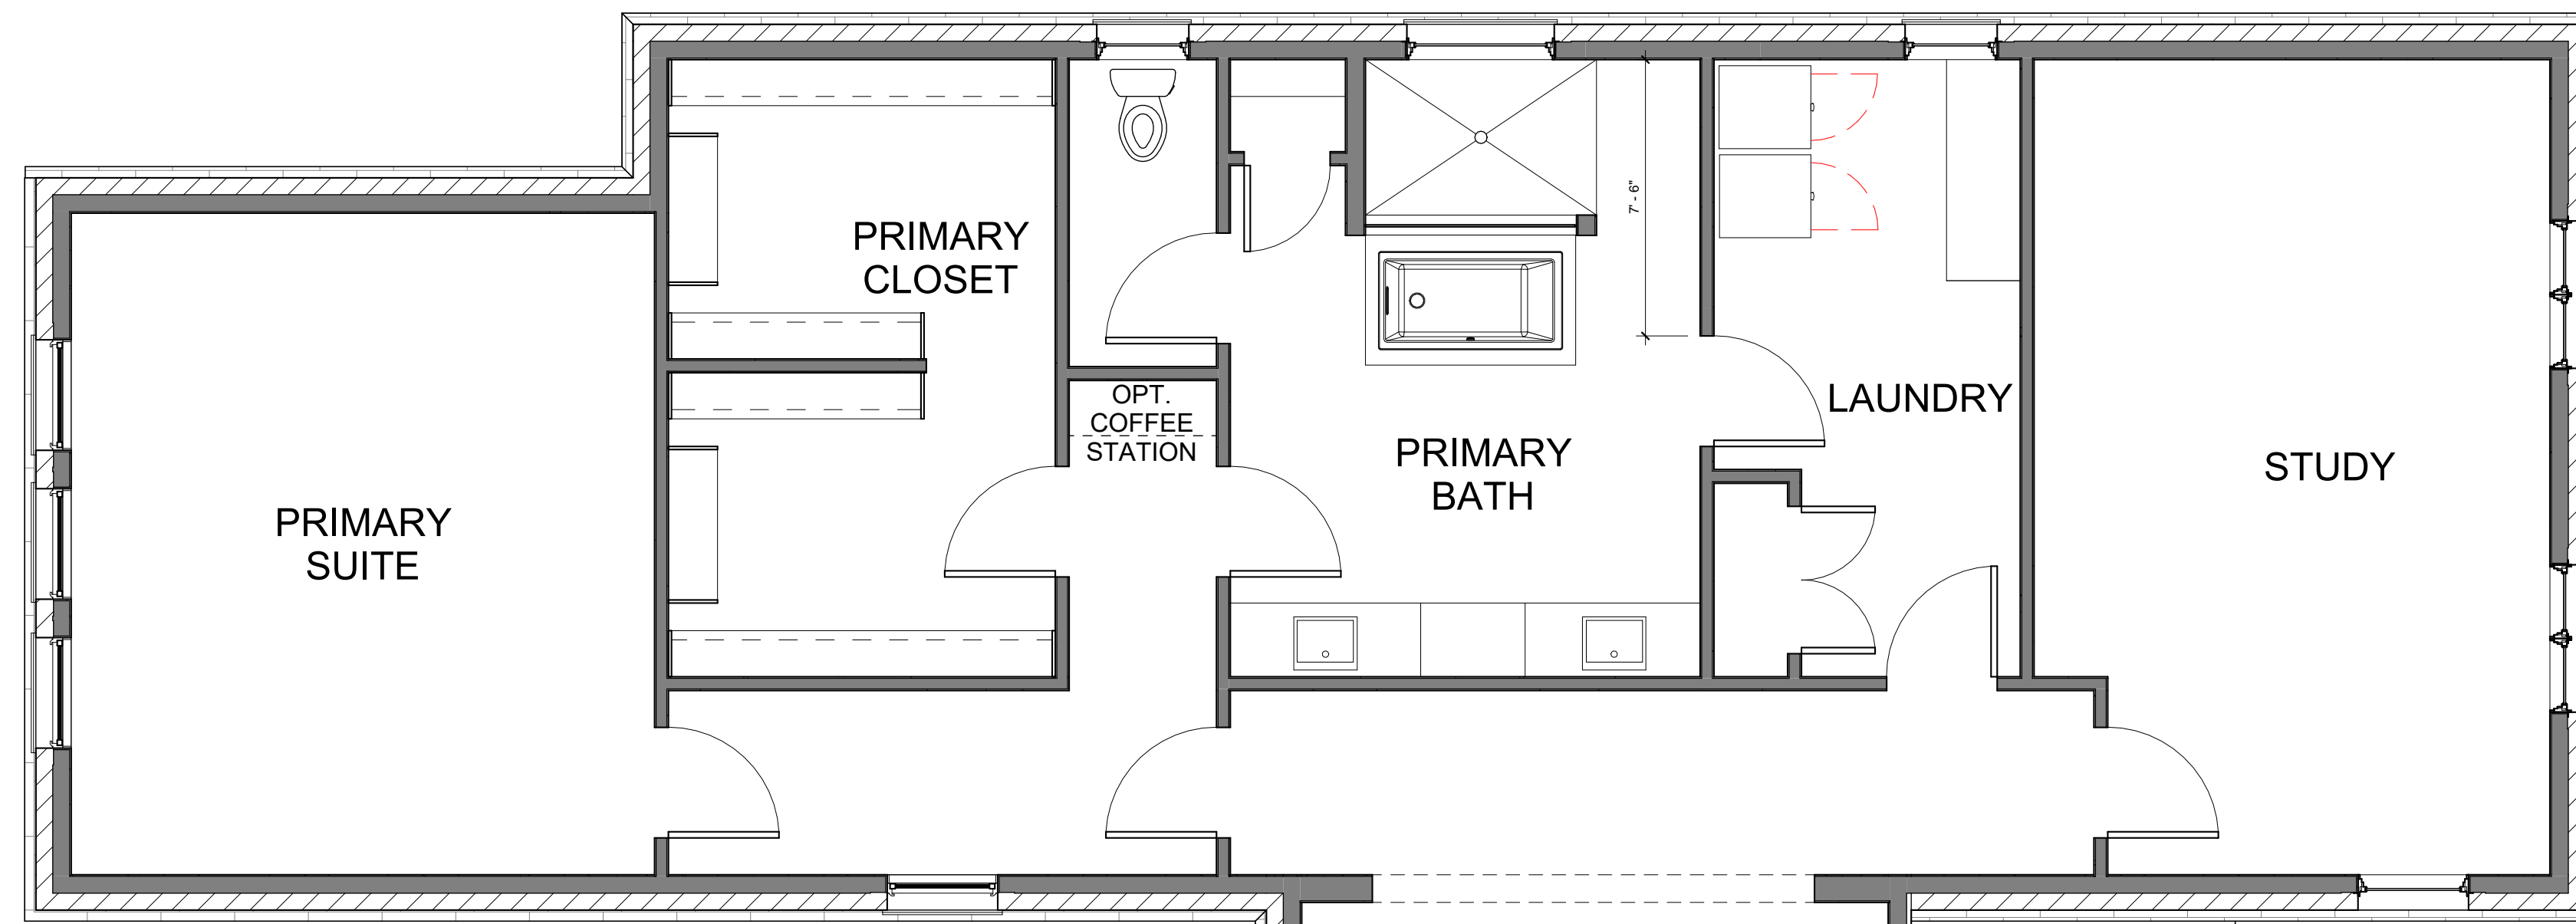 PRIMARY
CLOSET
7' - 6"
OPT.
COFFEE
STATION
LAUNDRY
PRIMARY
BATH
STUDY
PRIMARY
SUITE